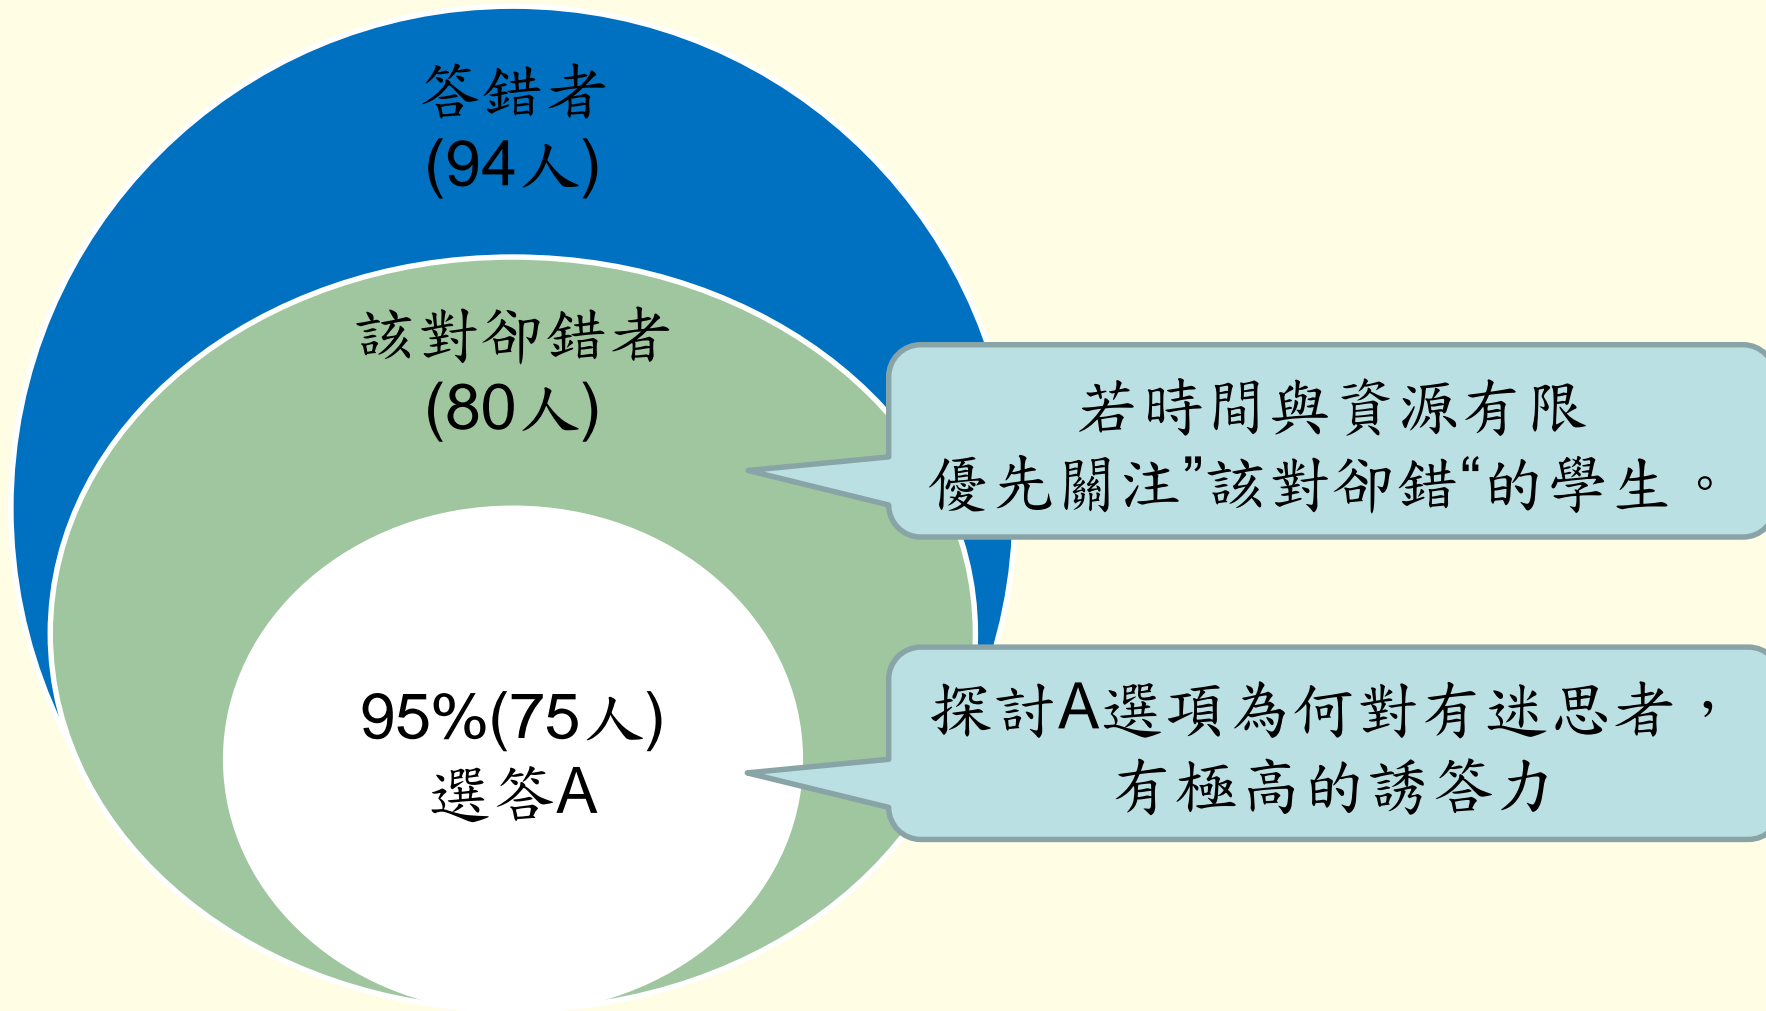 答錯者
(94人)
該對卻錯者
(80人)
若時間與資源有限
優先關注”該對卻錯“的學生。
95%(75人)
選答A
探討A選項為何對有迷思者，
有極高的誘答力